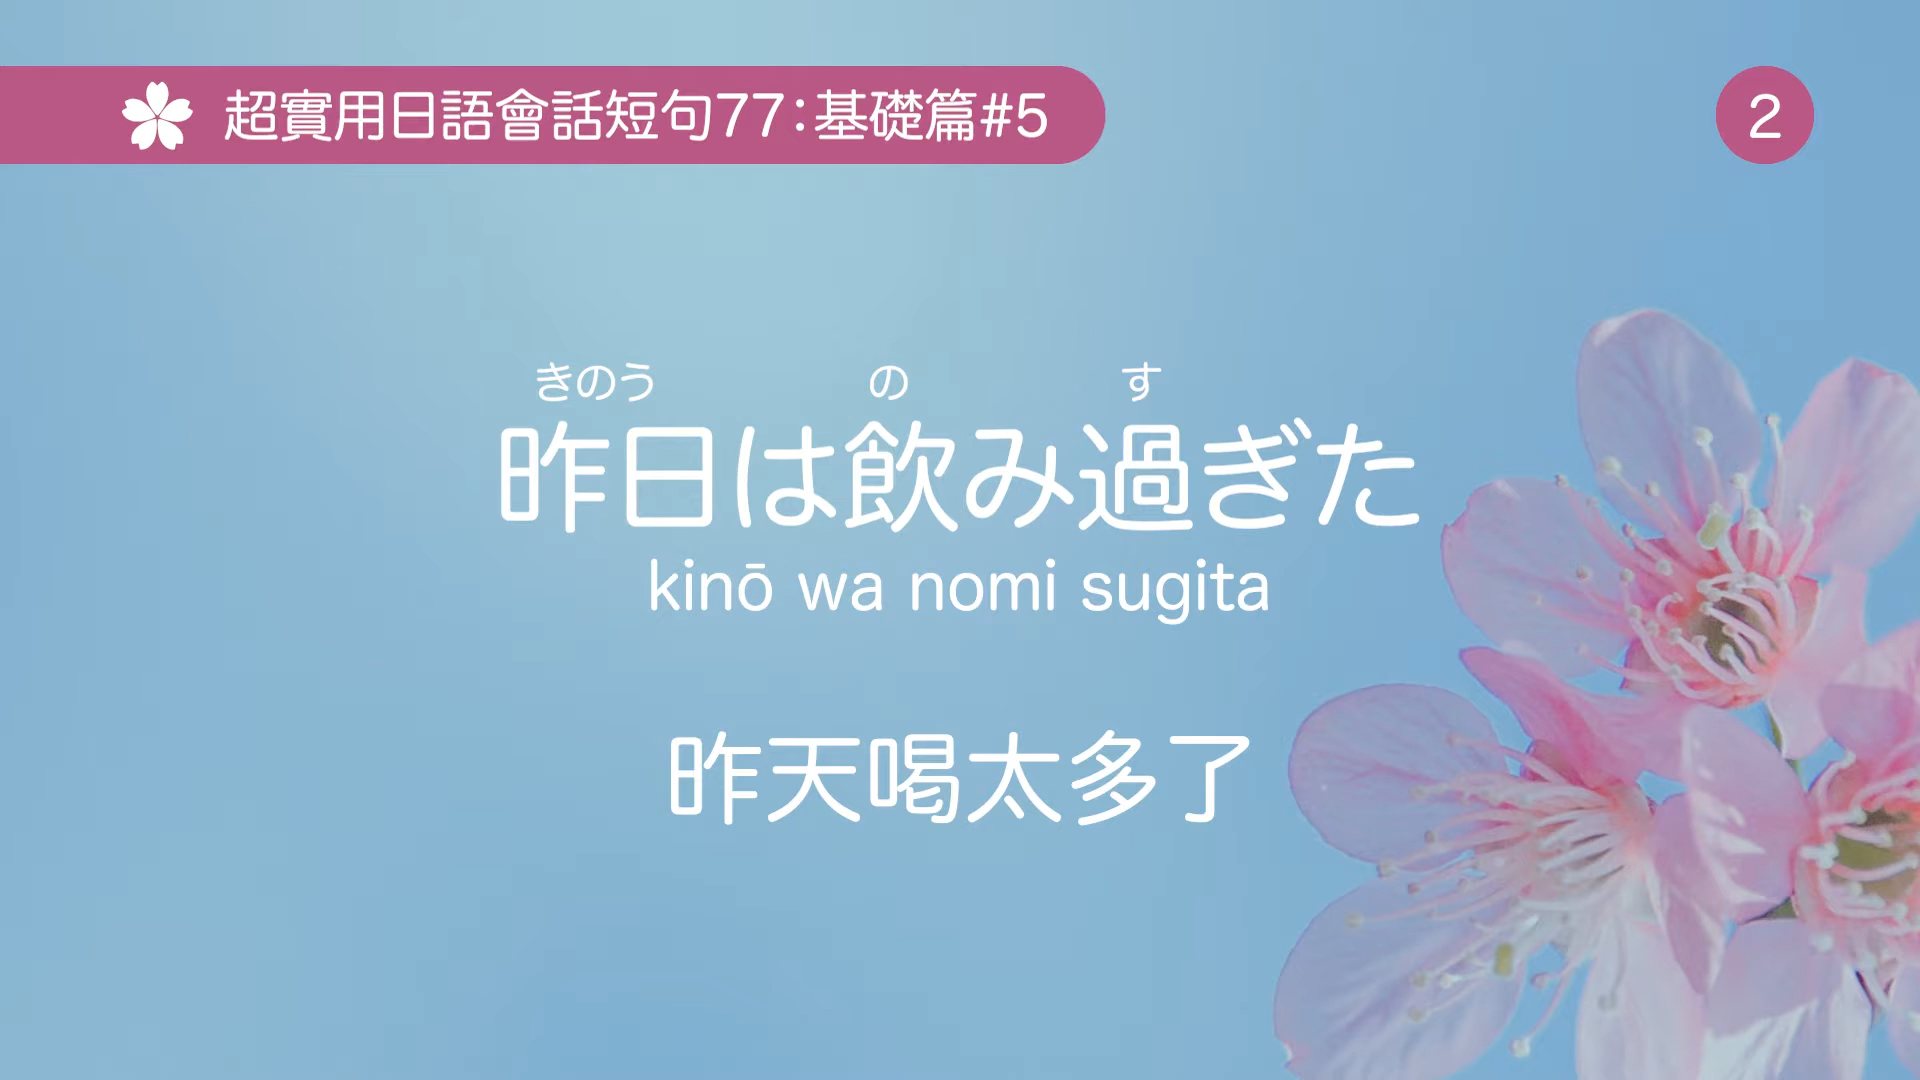 超實用日語會話短句77：基礎篇#5
2
きのう の す
昨日は飲み過ぎた
kinō wa nomi sugita
昨天喝太多了